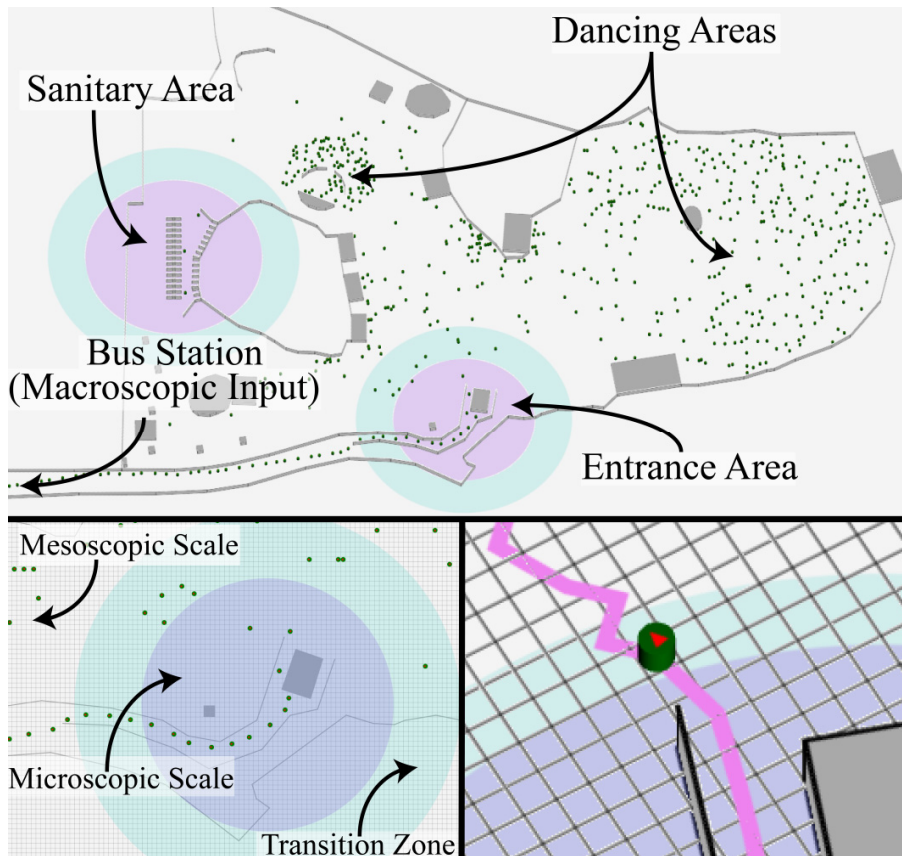 Dancing Areas
Sanitary Area
Bus Station
(Macroscopic Input)
Entrance Area
Mesoscopic Scale
Microscopic Scale
Transition Zone